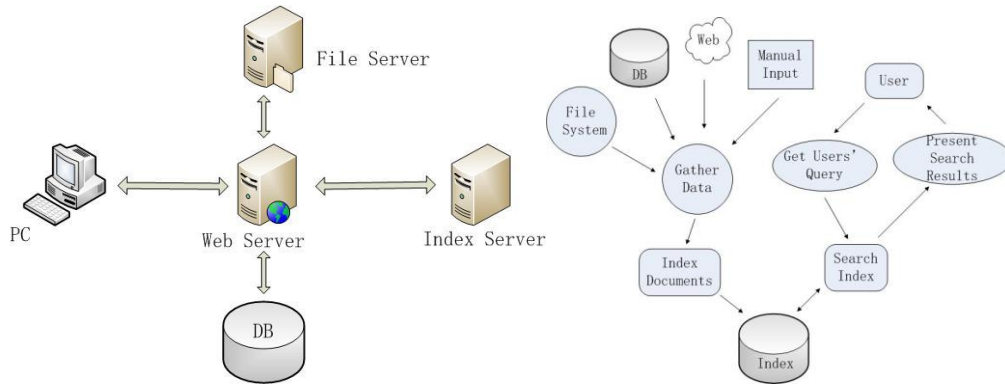 File Server
PC
Web Server
Index Server
DB
Web
DB
Manual
Input
File
System
Gather
Data
Index
Documents
Index
User
Get Users'
Query
Present
Search
Results
Search
Index